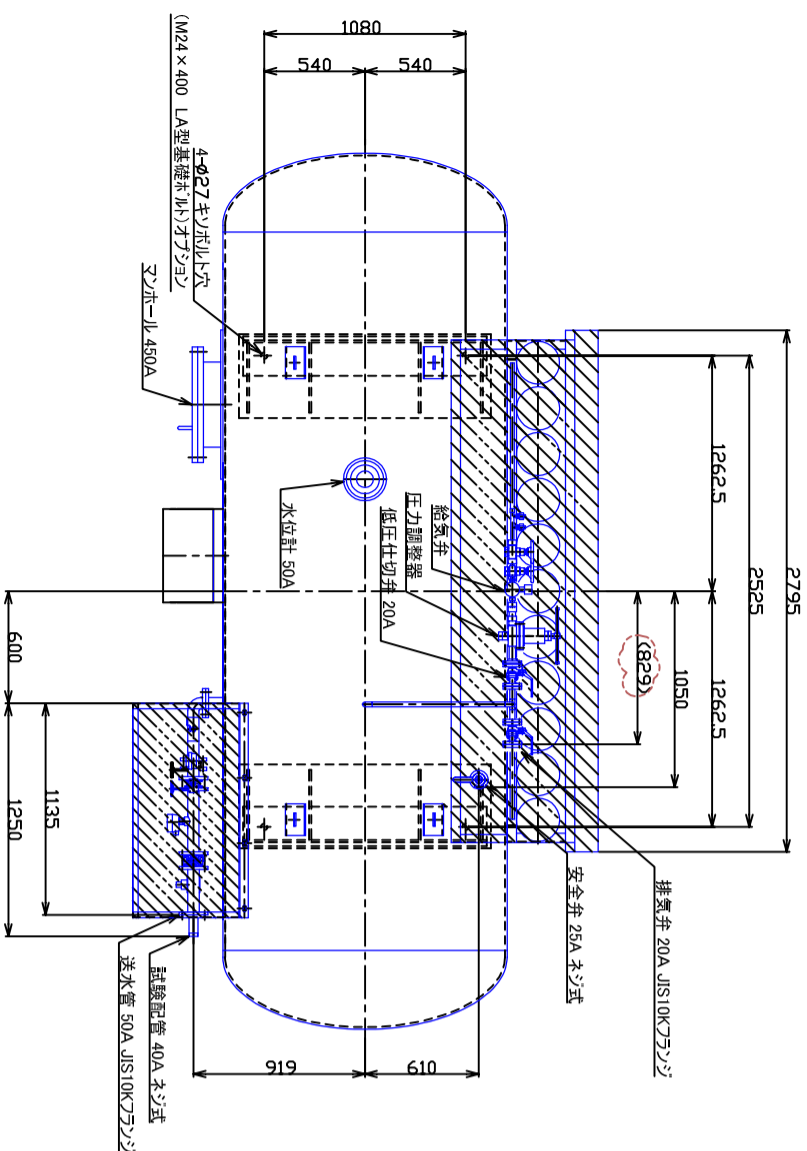 1080
540
540
4-Φ27 キソボルト穴
(M24×400 LA型基礎ボルト)オプション
マンホール 450A
水位計 50A
給気弁
圧力調整器
低圧仕切弁 20A
2795
2525
1262.5
1262.5
1050
(829)
600
1135
1250
919
610
排気弁 20A JIS10Kフランジ
安全弁 25A ネジ式
試験配管 40A ネジ式
送水管 50A JIS10Kフランジ